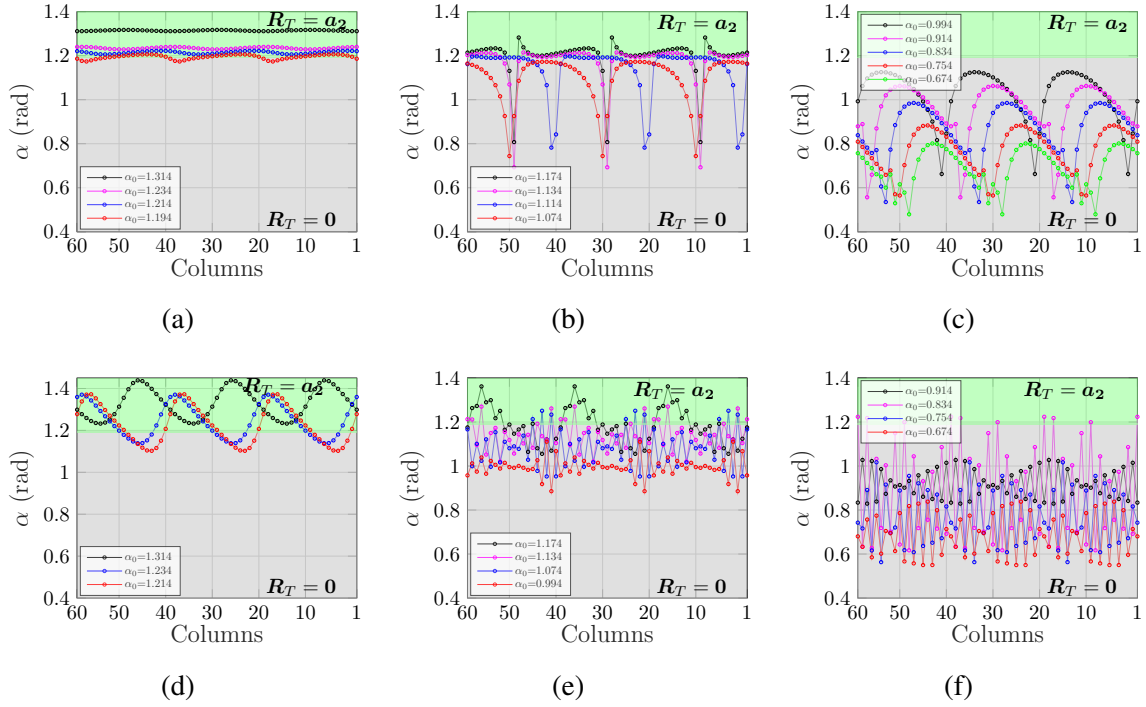 1.4
1.2
1
0.8
0.6
0.4
α (rad)
R_T = a_2
R_T = 0
α_0=1.314
α_0=1.234
α_0=1.214
α_0=1.194
60 50 40 30 20 10 1
Columns
(a)
1.4
1.2
1
0.8
0.6
0.4
α (rad)
R_T = a_2
R_T = 0
α_0=1.174
α_0=1.134
α_0=1.114
α_0=1.074
60 50 40 30 20 10 1
Columns
(b)
1.4
1.2
1
0.8
0.6
0.4
α (rad)
R_T = a_2
R_T = 0
α_0=0.994
α_0=0.914
α_0=0.834
α_0=0.754
α_0=0.674
60 50 40 30 20 10 1
Columns
(c)
1.4
1.2
1
0.8
0.6
0.4
α (rad)
R_T = a_2
R_T = 0
α_0=1.314
α_0=1.234
α_0=1.214
60 50 40 30 20 10 1
Columns
(d)
1.4
1.2
1
0.8
0.6
0.4
α (rad)
R_T = a_2
R_T = 0
α_0=1.174
α_0=1.134
α_0=1.074
α_0=0.994
60 50 40 30 20 10 1
Columns
(e)
1.4
1.2
1
0.8
0.6
0.4
α (rad)
R_T = a_2
R_T = 0
α_0=0.914
α_0=0.834
α_0=0.754
α_0=0.674
60 50 40 30 20 10 1
Columns
(f)